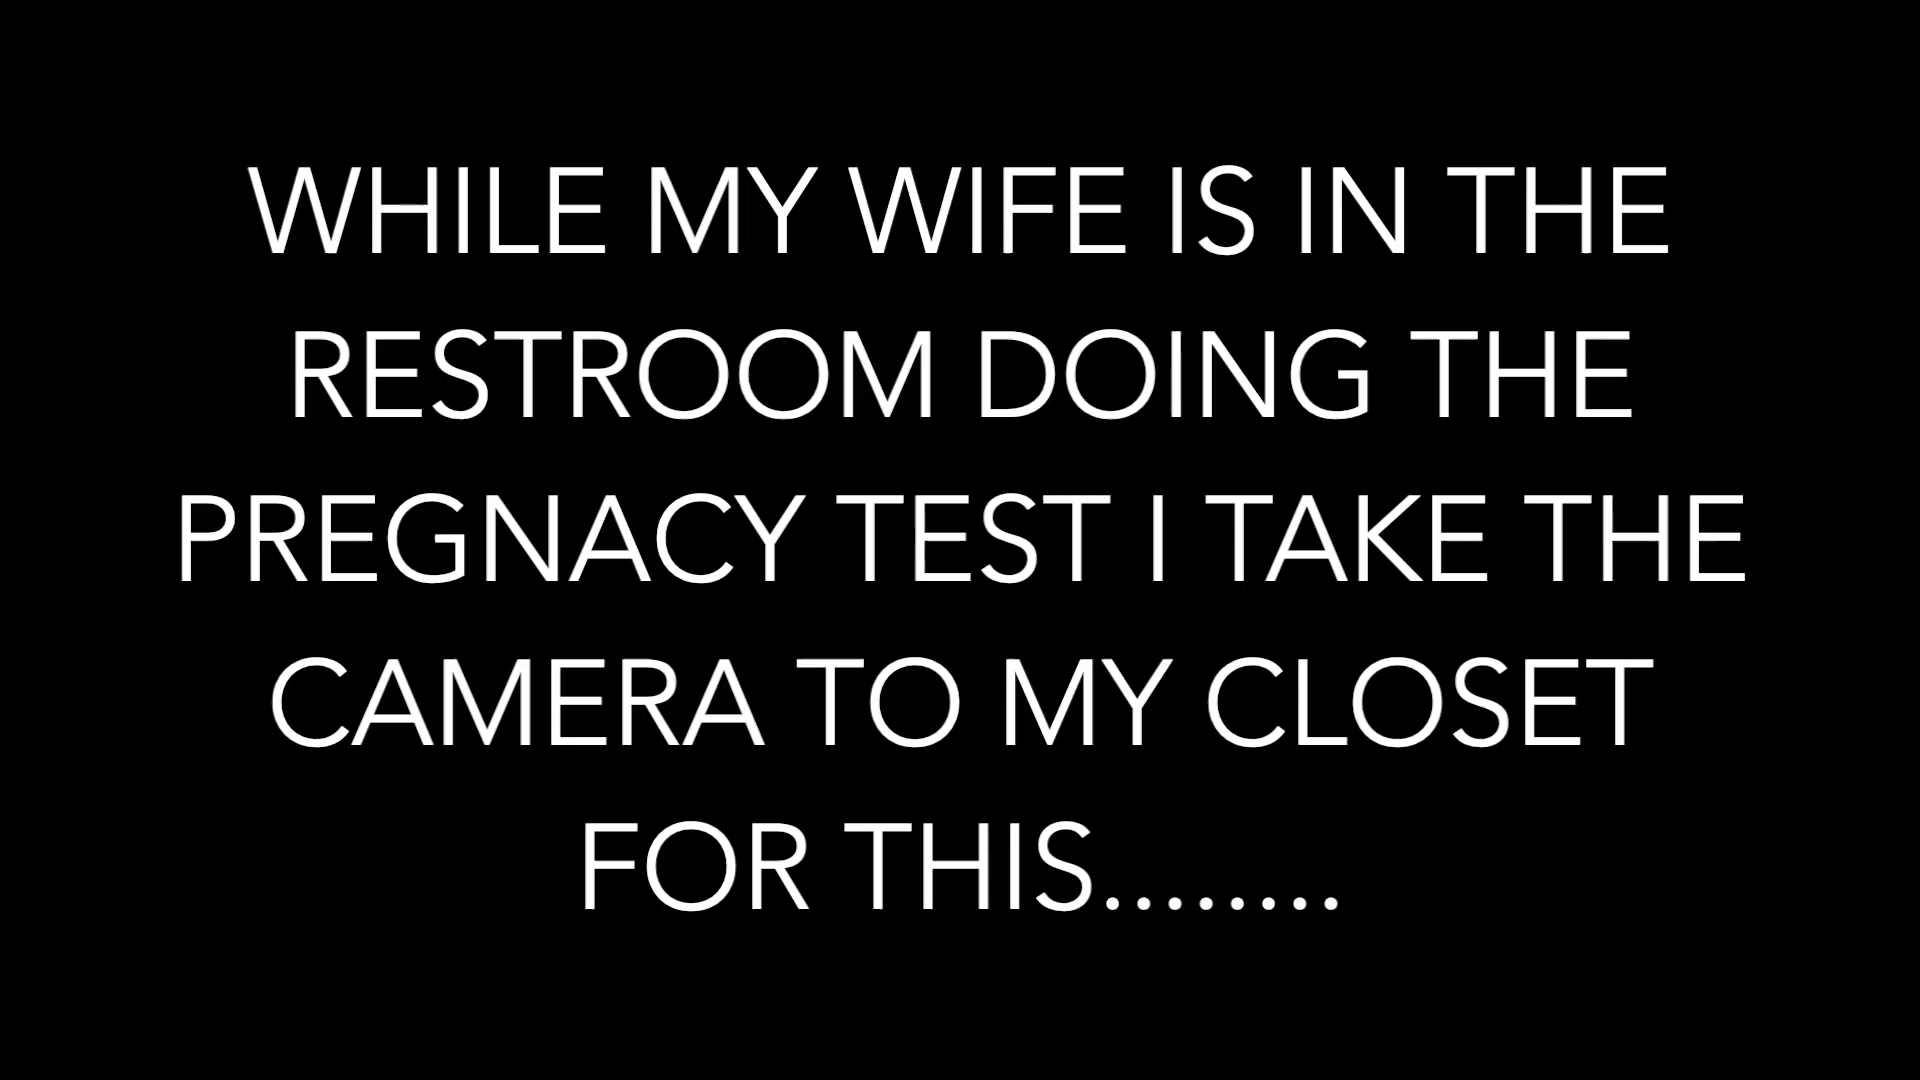 WHILE MY WIFE IS IN THE
RESTROOM DOING THE
PREGNACY TEST I TAKE THE
CAMERA TO MY CLOSET
FOR THIS........